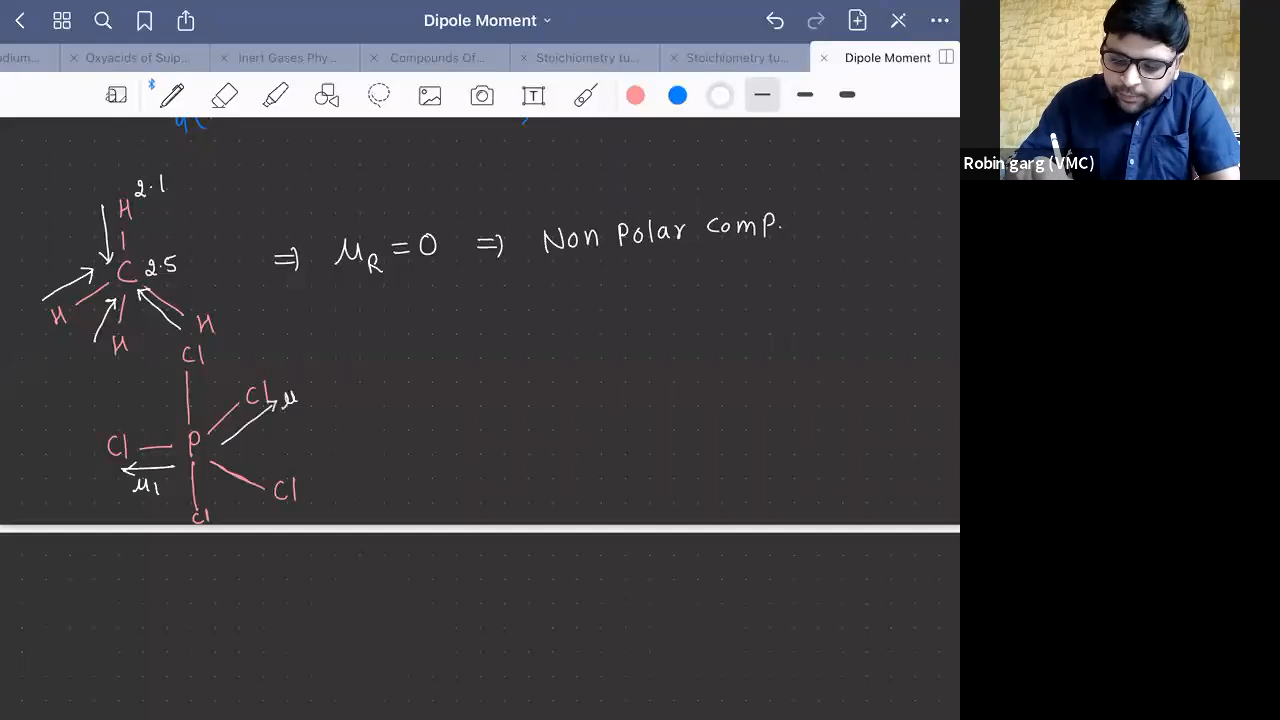 Dipole Moment
odium...
Oxyacids of Sulp...
Inert Gases Phy...
Compounds Of...
Stoichiometry tu...
Stoichiometry tu...
Dipole Moment
T
Robin garg (VMC)
H 2.1
C 2.5
H
H
H
⇒ μR = 0 ⇒ Non Polar comp.
Cl
Cl μ
Cl P
μ1
Cl
Cl